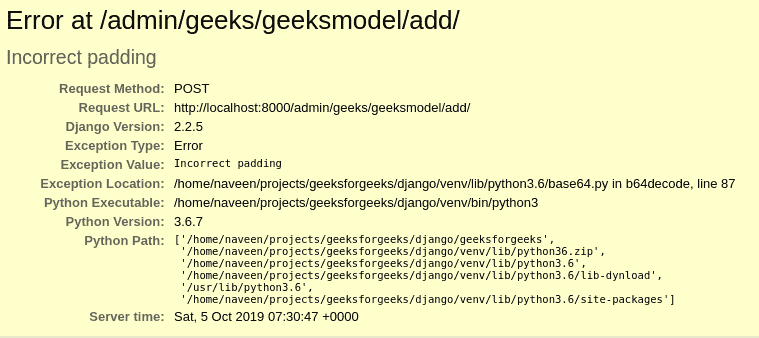 Error at /admin/geeks/geeksmodel/add/
Incorrect padding
Request Method: POST
Request URL: http://localhost:8000/admin/geeks/geeksmodel/add/
Django Version: 2.2.5
Exception Type: Error
Exception Value: Incorrect padding
Exception Location: /home/naveen/projects/geeksforgeeks/django/venv/lib/python3.6/base64.py in b64decode, line 87
Python Executable: /home/naveen/projects/geeksforgeeks/django/venv/bin/python3
Python Version: 3.6.7
Python Path: ['/home/naveen/projects/geeksforgeeks/django/geeksforgeeks',
'/home/naveen/projects/geeksforgeeks/django/venv/lib/python36.zip',
'/home/naveen/projects/geeksforgeeks/django/venv/lib/python3.6',
'/home/naveen/projects/geeksforgeeks/django/venv/lib/python3.6/lib-dynload',
'/usr/lib/python3.6',
'/home/naveen/projects/geeksforgeeks/django/venv/lib/python3.6/site-packages']
Server time: Sat, 5 Oct 2019 07:30:47 +0000